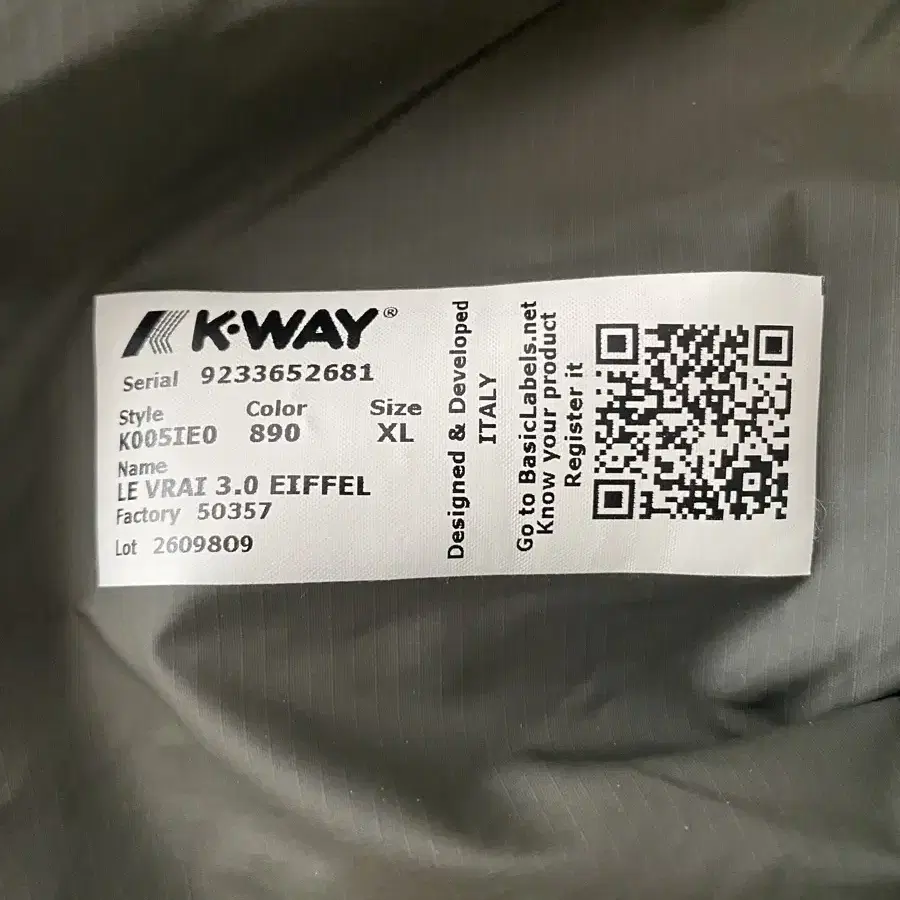 K·WAY®
Serial 9233652681
Style Color Size
K005IE0 890 XL
Name
LE VRAI 3.0 EIFFEL
Factory 50357
Lot 2609809
Designed & Developed
ITALY
Go to BasicLabels.net
Know your product
Register it